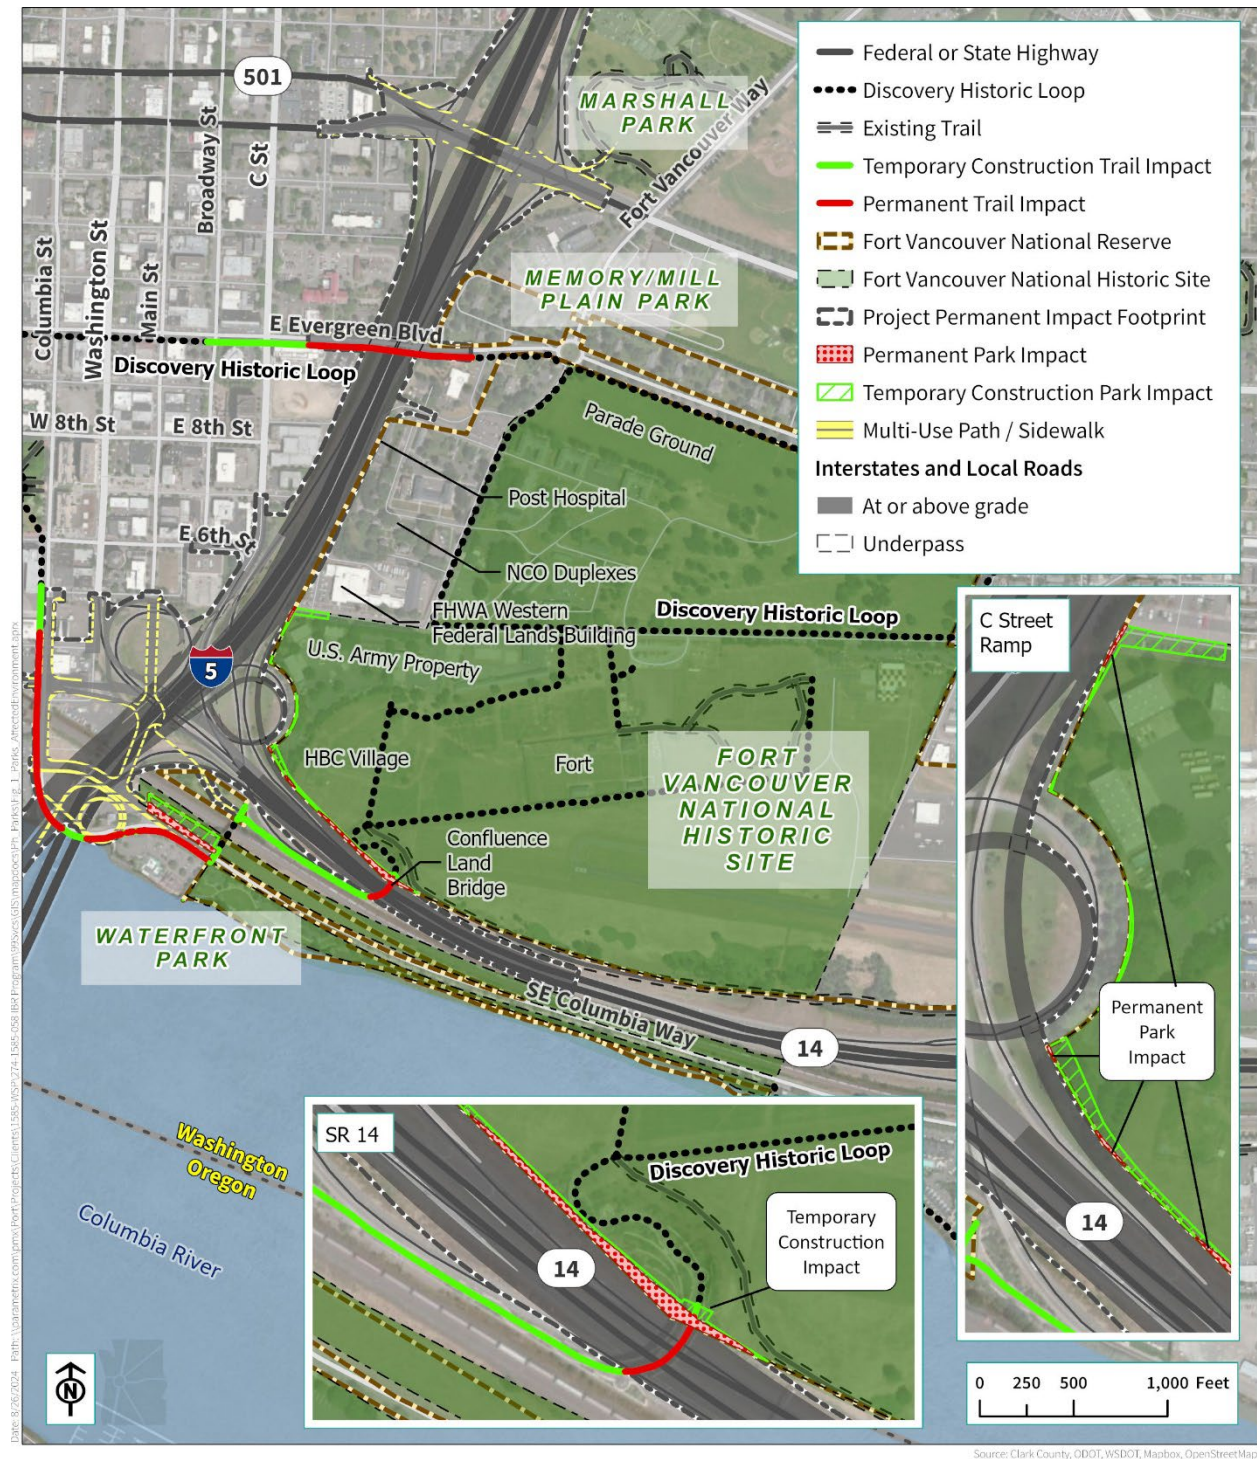 Federal or State Highway
Discovery Historic Loop
Existing Trail
Temporary Construction Trail Impact
Permanent Trail Impact
Fort Vancouver National Reserve
Fort Vancouver National Historic Site
Project Permanent Impact Footprint
Permanent Park Impact
Temporary Construction Park Impact
Multi-Use Path / Sidewalk
Interstates and Local Roads
At or above grade
Underpass
501
MARSHALL
PARK
Fort Vancouver Way
Columbia St
Washington St
Main St
Broadway St
C St
MEMORY/MILL
PLAIN PARK
E Evergreen Blvd
Discovery Historic Loop
W 8th St
E 8th St
Parade Ground
Post Hospital
E 6th St
NCO Duplexes
FHWA Western
Federal Lands Building
Discovery Historic Loop
U.S. Army Property
5
HBC Village
Fort
FORT
VANCOUVER
NATIONAL
HISTORIC
SITE
Confluence
Land
Bridge
WATERFRONT
PARK
SE Columbia Way
14
C Street
Ramp
Permanent
Park
Impact
14
Washington
Oregon
Columbia River
SR 14
Discovery Historic Loop
14
Temporary
Construction
Impact
N
0 250 500 1,000 Feet
Source: Clark County, ODOT, WSDOT, Mapbox, OpenStreetMap